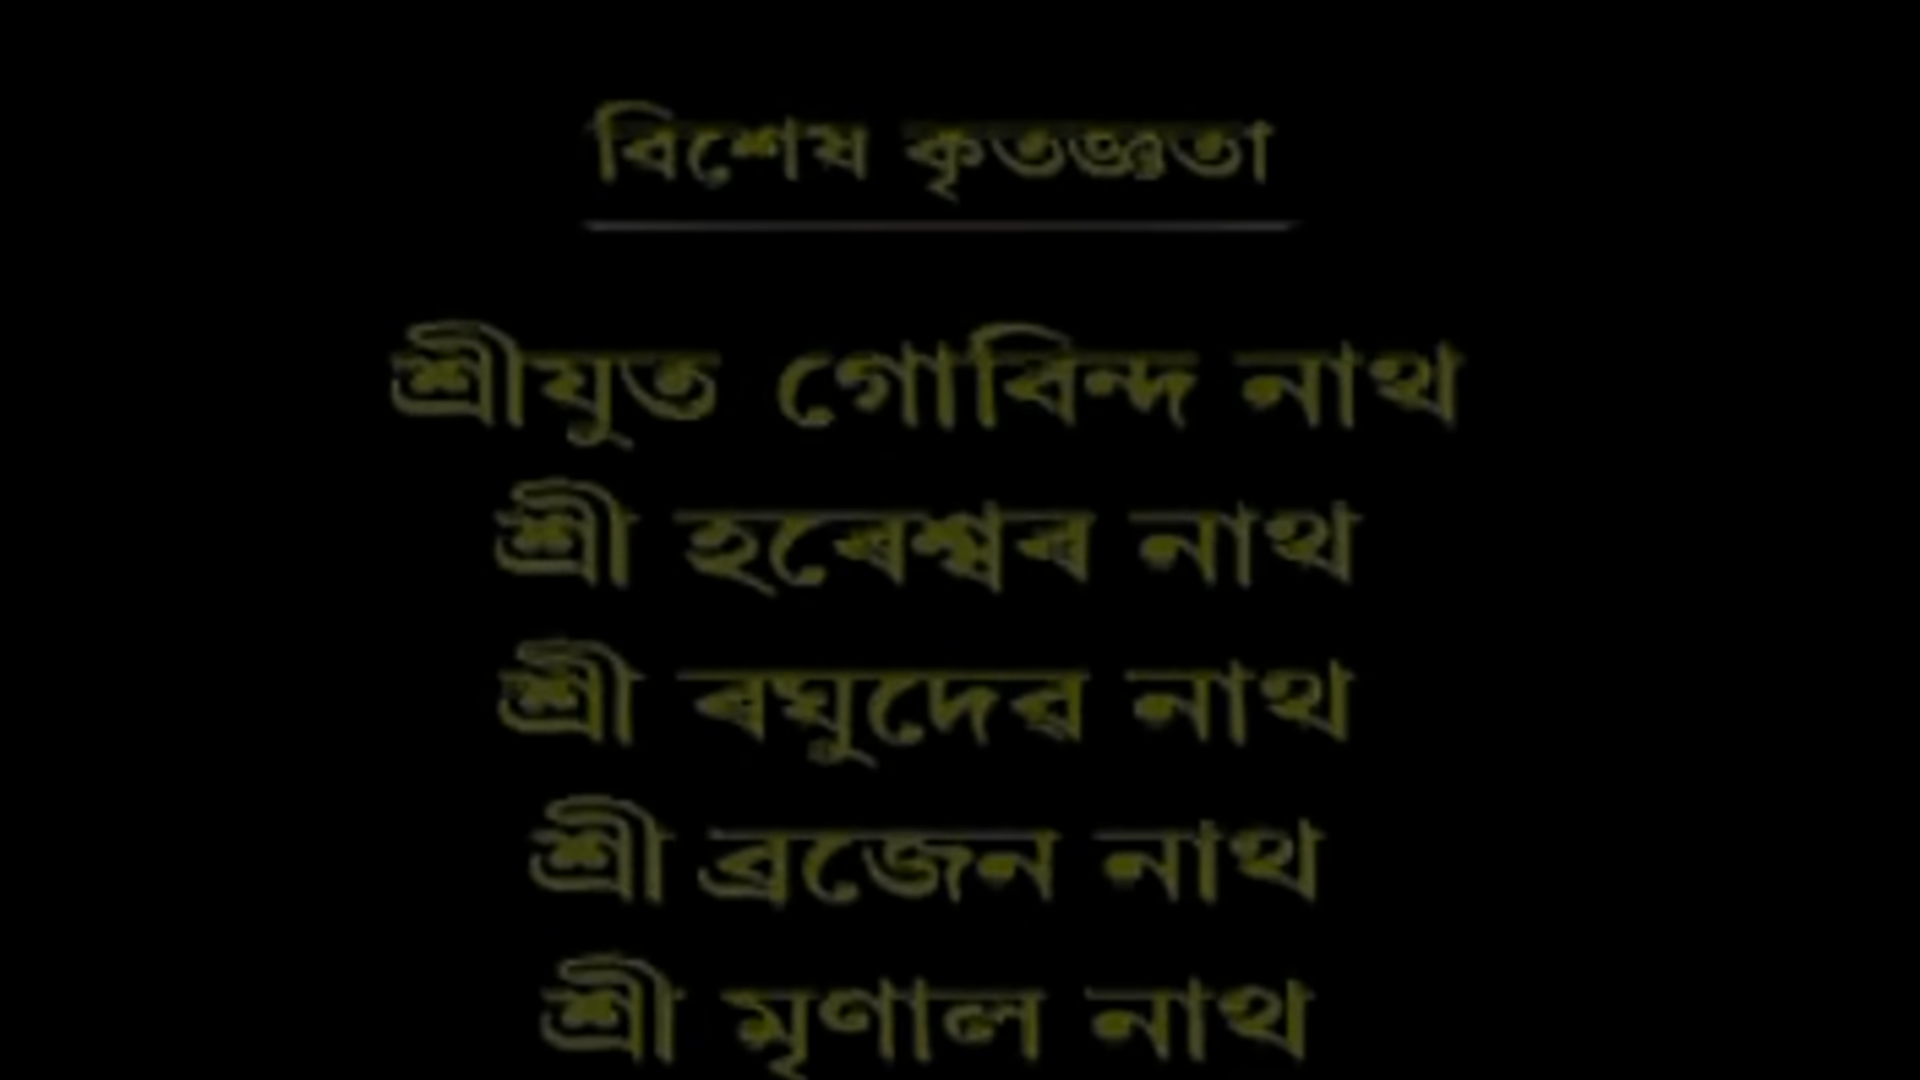 বিশেষ কৃতজ্ঞতা
শ্ৰীযুত গোবিন্দ নাথ
শ্ৰী হৰেশ্বৰ নাথ
শ্ৰী ৰঘুদেৱ নাথ
শ্ৰী ব্ৰজেন নাথ
শ্ৰী মৃণাল নাথ